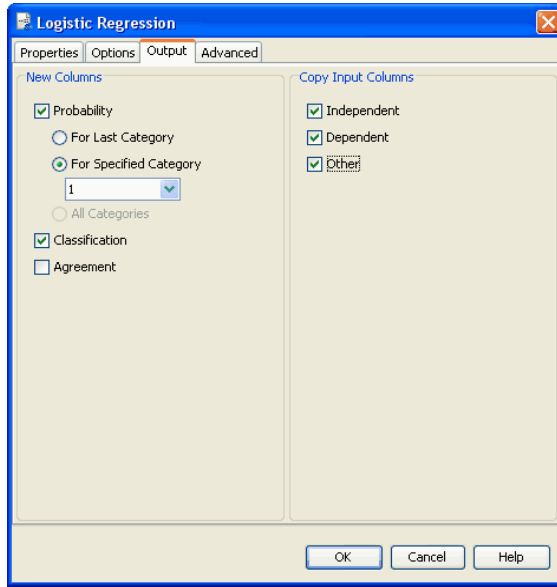 Logistic Regression
Properties Options Output Advanced
New Columns
Probability
For Last Category
For Specified Category
1
All Categories
Classification
Agreement
Copy Input Columns
Independent
Dependent
Other
OK Cancel Help